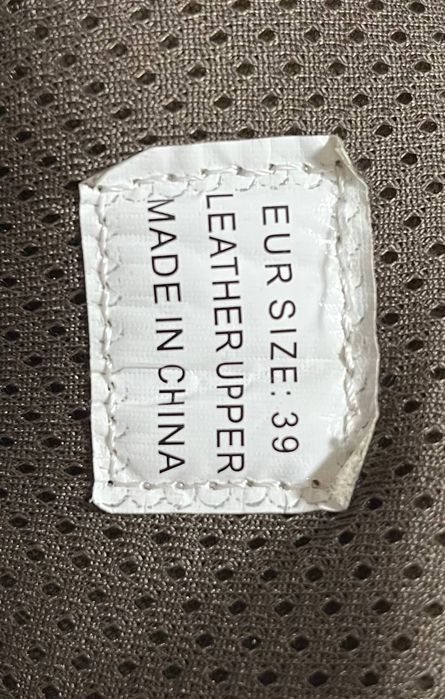 EUR SIZE: 39
LEATHER UPPER
MADE IN CHINA